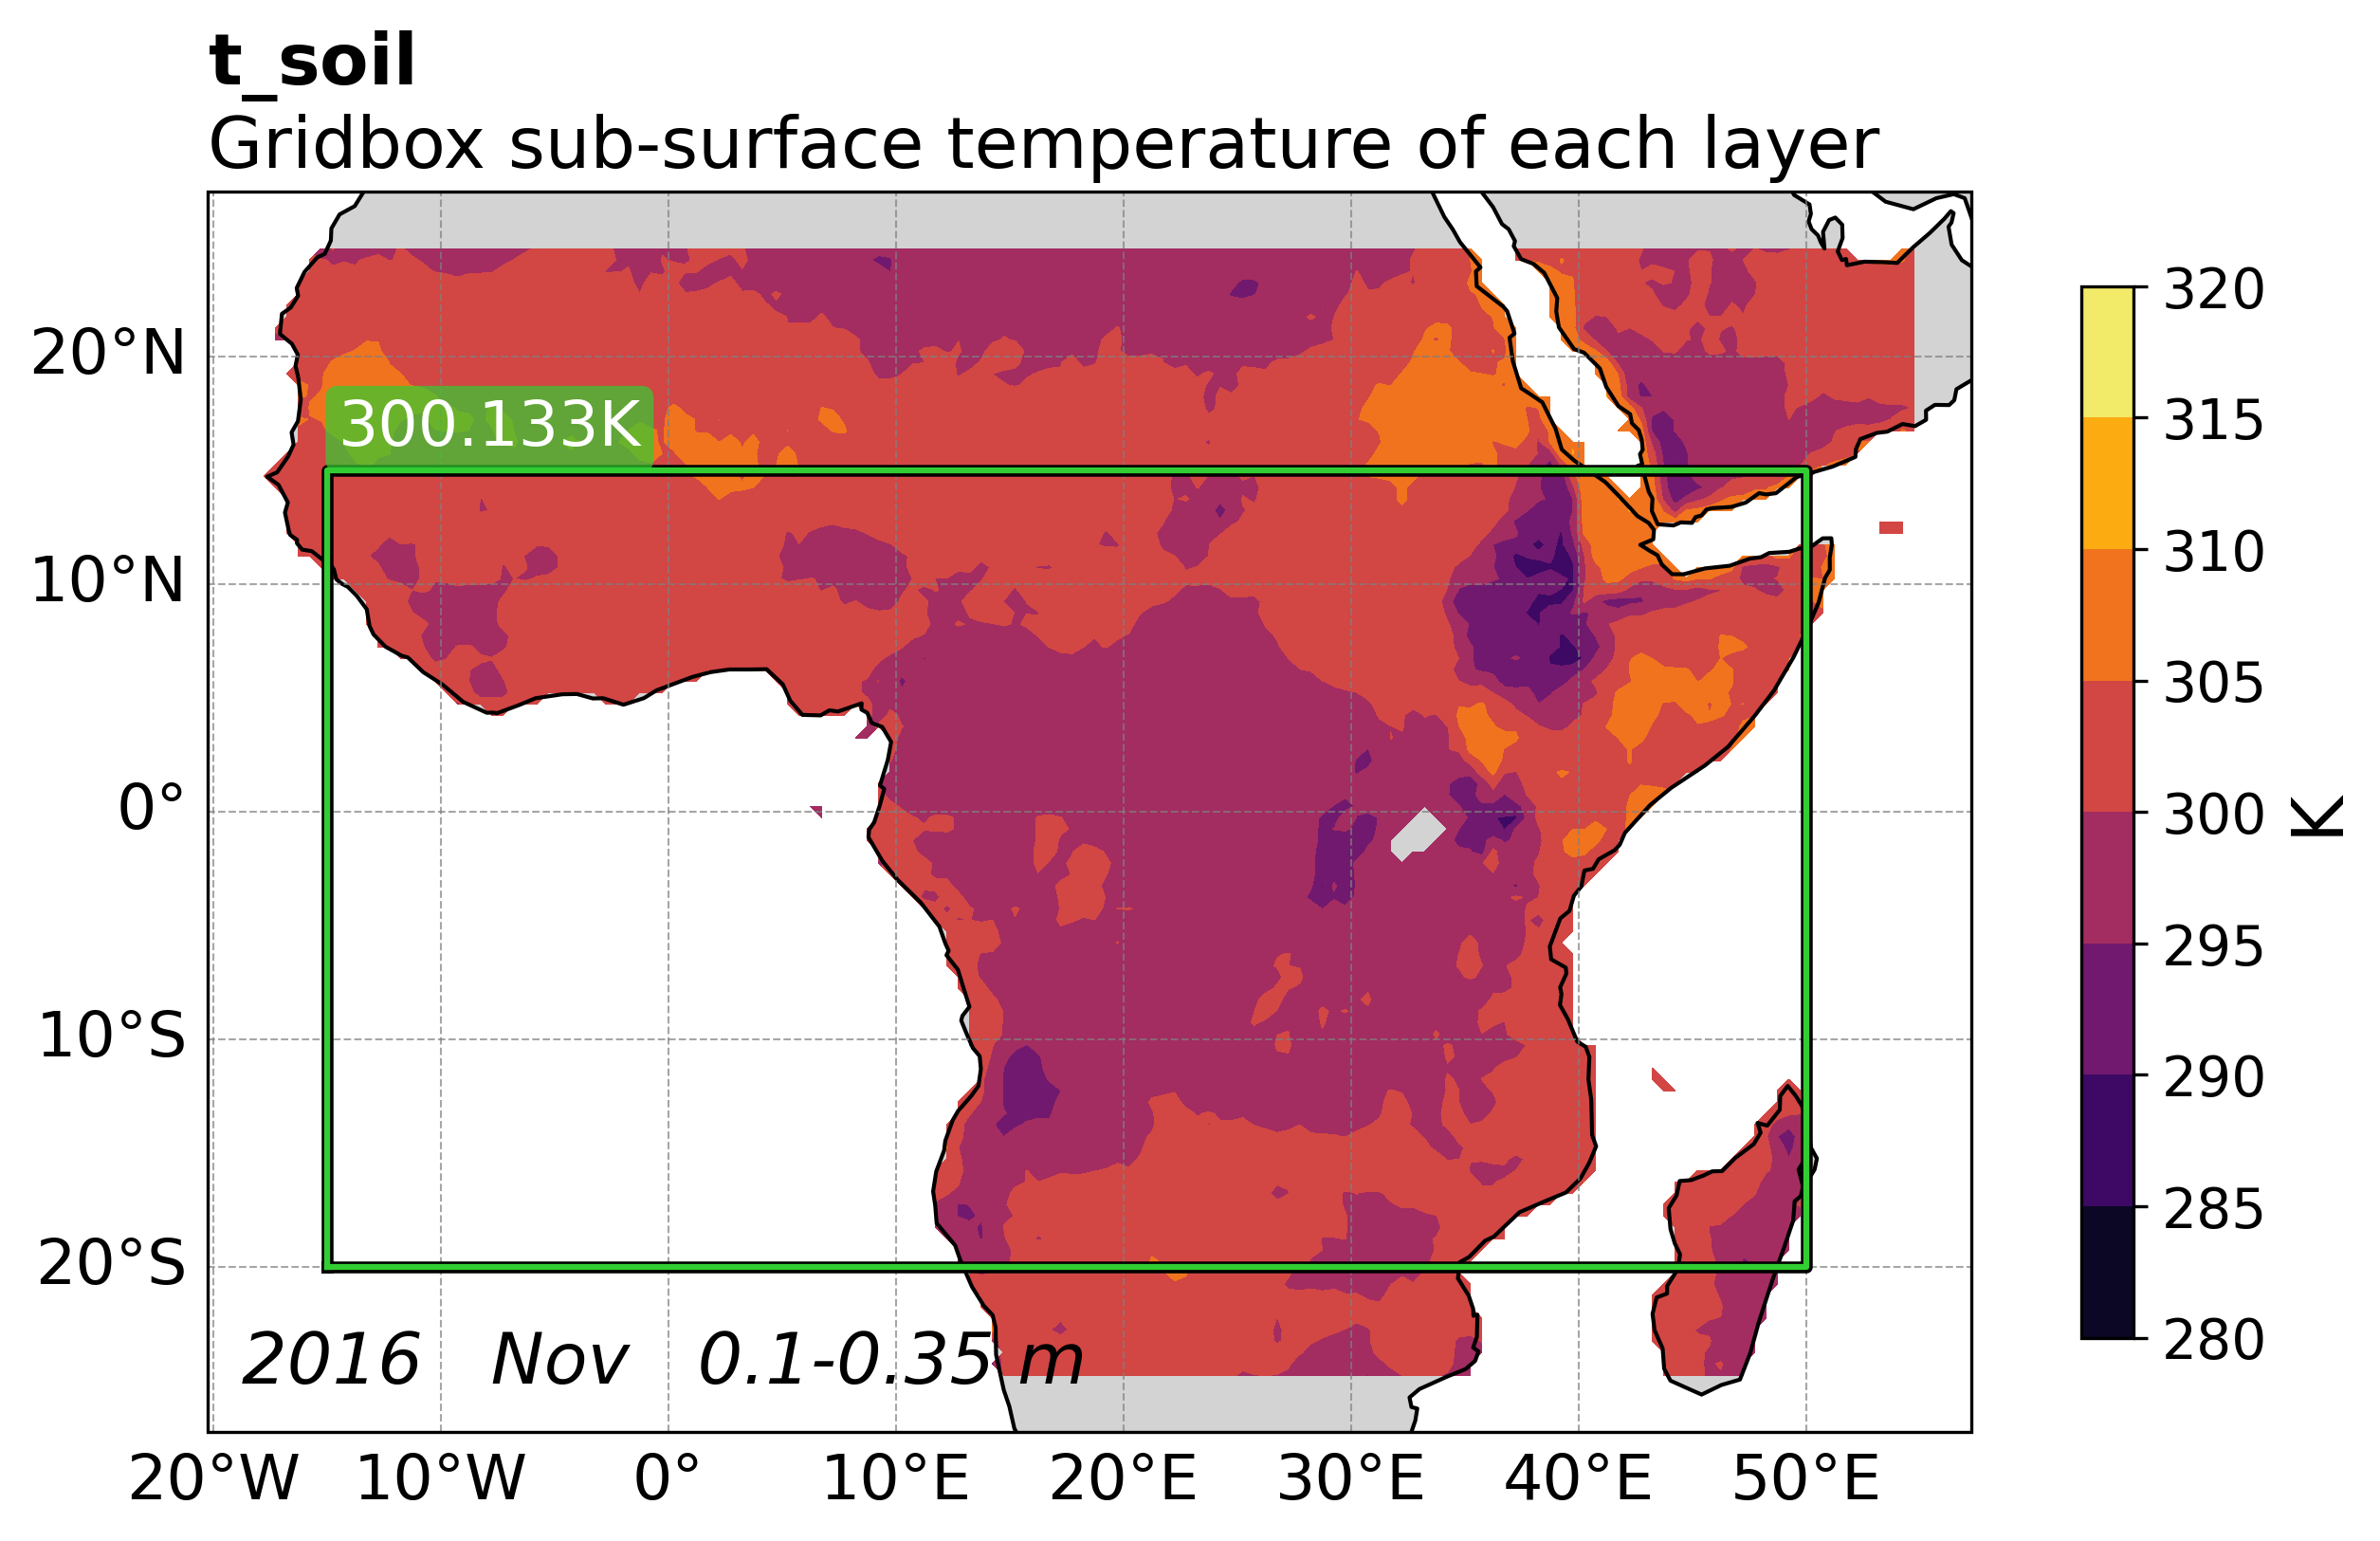 t_soil
Gridbox sub-surface temperature of each layer
20°N
10°N
0°
10°S
20°S
300.133K
2016 Nov 0.1-0.35 m
20°W 10°W 0° 10°E 20°E 30°E 40°E 50°E
320
315
310
305
300
295
290
285
280
K